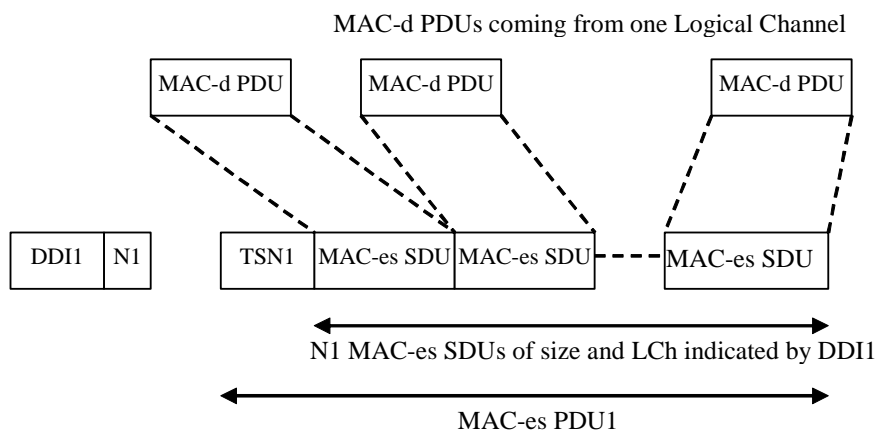 MAC-d PDUs coming from one Logical Channel
MAC-d PDU MAC-d PDU MAC-d PDU
DDI1 N1 TSN1 MAC-es SDU MAC-es SDU MAC-es SDU
N1 MAC-es SDUs of size and LCh indicated by DDI1
MAC-es PDU1